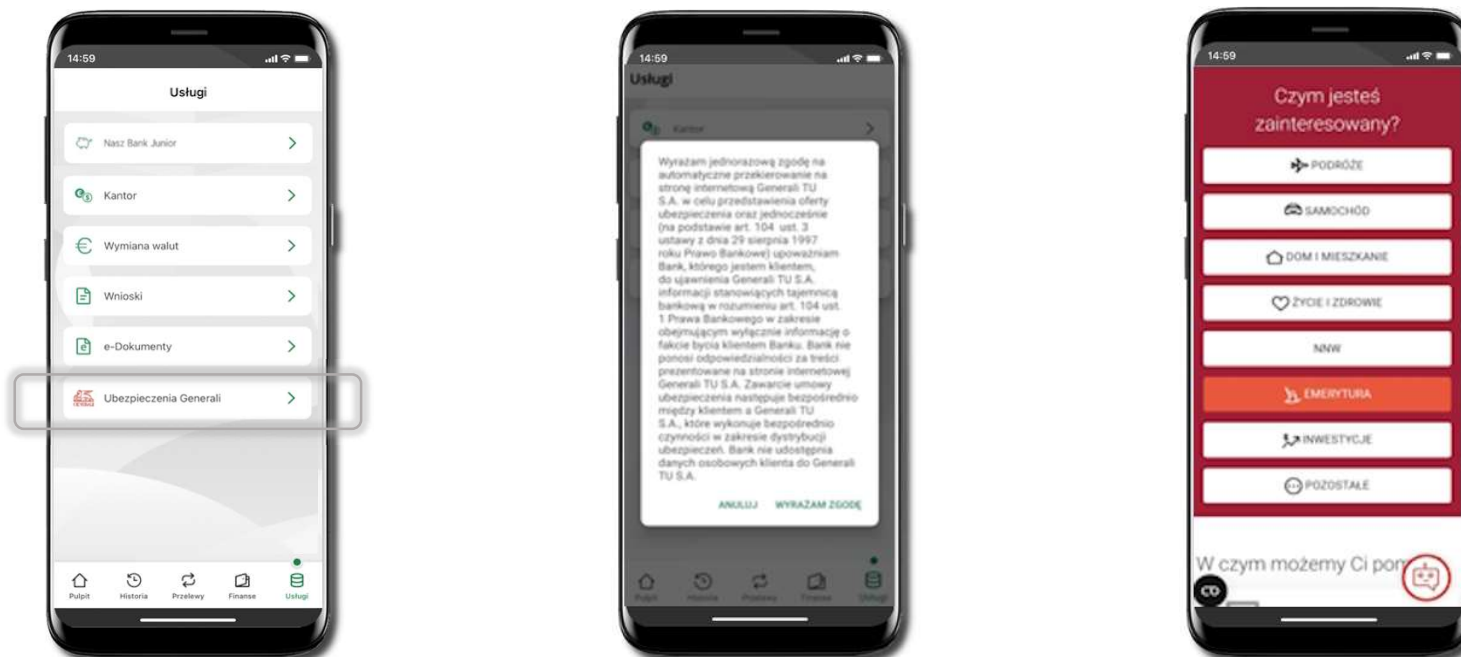 14:59
Usługi
Nasz Bank Junior
Kantor
Wymiana walut
Wnioski
e-Dokumenty
Ubezpieczenia Generali
Pulpit
Historia
Przelewy
Finanse
Usługi
14:59
Usługi
Kantor
Wyrażam jednorazową zgodę na
automatyczne przekierowanie na
stronę internetową Generali TU
S.A. w celu przedstawienia oferty
ubezpieczenia oraz jednocześnie
(na podstawie art. 104 ust. 3
ustawy z dnia 29 sierpnia 1997
roku Prawo Bankowe) upoważniam
Bank, którego jestem klientem,
do ujawnienia Generali TU S.A.
informacji stanowiących tajemnicą
bankową w rozumieniu art. 104 ust.
1 Prawa Bankowego w zakresie
obejmującym wyłącznie informację o
fakcie bycia klientem Banku. Bank nie
ponosi odpowiedzialności za treści
prezentowane na stronie internetowej
Generali TU S.A. Zawarcie umowy
ubezpieczenia następuje bezpośrednio
między klientem a Generali TU
S.A., które wykonuje bezpośrednio
czynności w zakresie dystrybucji
ubezpieczeń. Bank nie udostępnia
danych osobowych klienta do Generali
TU S.A.
ANULUJ WYRAŻAM ZGODĘ
Pulpit
Historia
Przelewy
Finanse
Usługi
14:59
Czym jesteś
zainteresowany?
PODRÓŻE
SAMOCHÓD
DOM I MIESZKANIE
ŻYCIE I ZDROWIE
NNW
EMERYTURA
INWESTYCJE
POZOSTAŁE
W czym możemy Ci pom